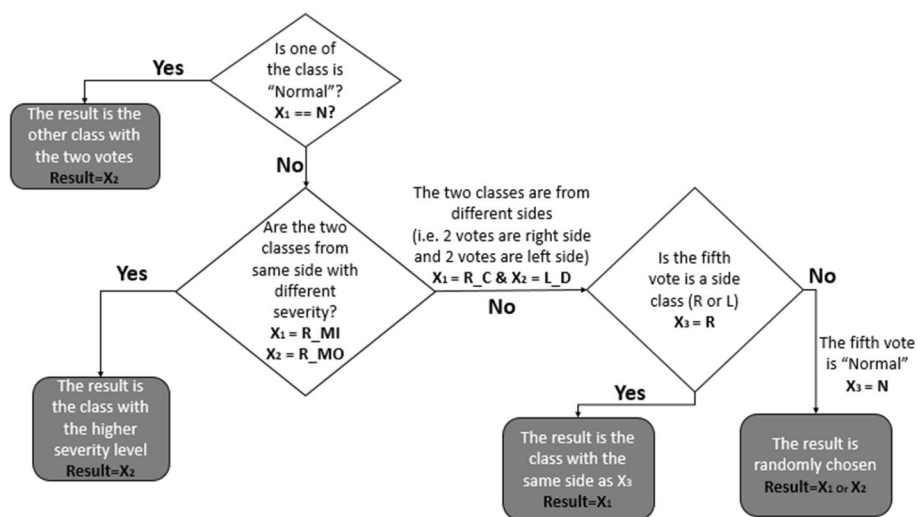 Is one of
the class is
"Normal"?
X₁ == N?
Yes
The result is the
other class with
the two votes
Result=X₂
No
Are the two
classes from
same side with
different
severity?
X₁ = R_MI
X₂ = R_MO
Yes
The result is
the class with
the higher
severity level
Result=X₂
The two classes are from
different sides
(i.e. 2 votes are right side
and 2 votes are left side)
X₁ = R_C & X₂ = L_D
No
Is the fifth
vote is a side
class (R or L)
X₃ = R
No
The fifth vote
is "Normal"
X₃ = N
Yes
The result is the
class with the
same side as X₃
Result=X₁
The result is
randomly chosen
Result=X₁ Or X₂